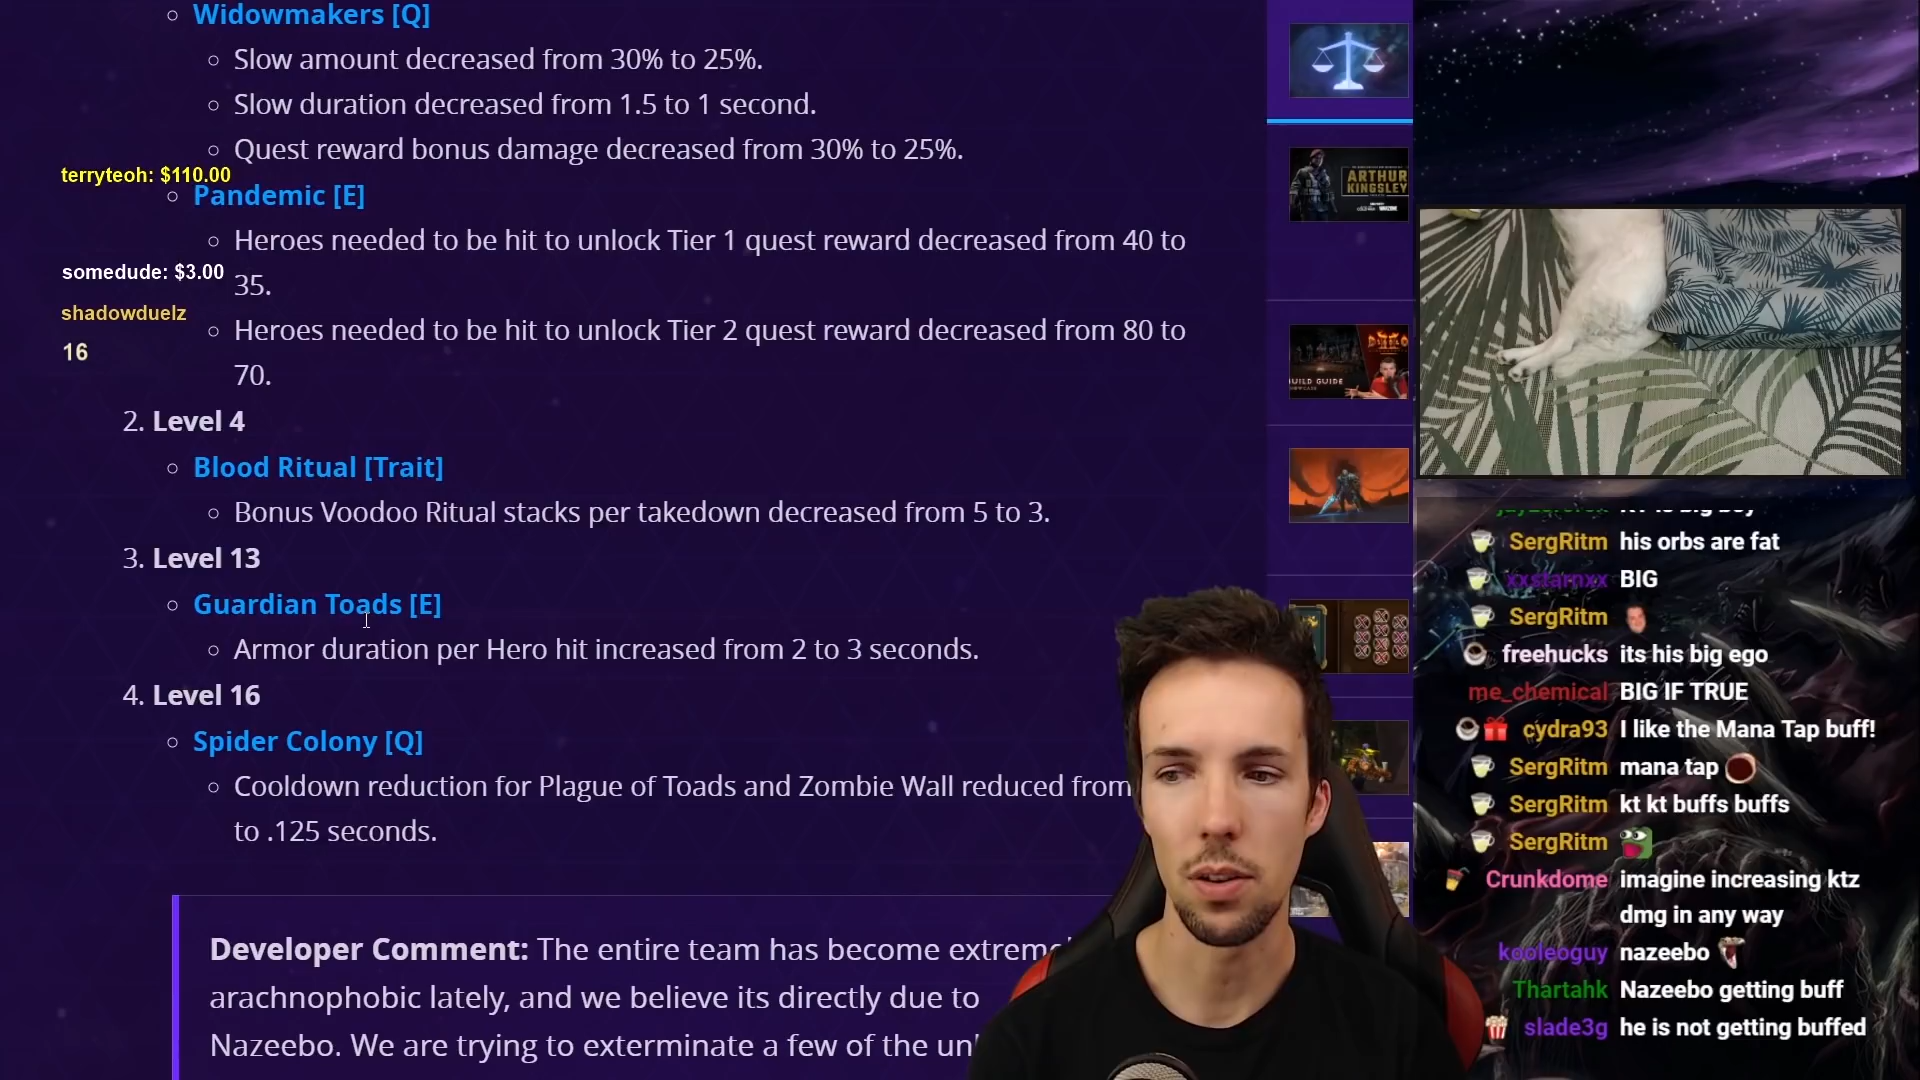 Widowmakers [Q]
Slow amount decreased from 30% to 25%.
Slow duration decreased from 1.5 to 1 second.
Quest reward bonus damage decreased from 30% to 25%.
terryteoh: $110.00
Pandemic [E]
Heroes needed to be hit to unlock Tier 1 quest reward decreased from 40 to
35.
somedude: $3.00
shadowduelz
16
Heroes needed to be hit to unlock Tier 2 quest reward decreased from 80 to
70.
2. Level 4
Blood Ritual [Trait]
Bonus Voodoo Ritual stacks per takedown decreased from 5 to 3.
3. Level 13
Guardian Toads [E]
Armor duration per Hero hit increased from 2 to 3 seconds.
4. Level 16
Spider Colony [Q]
Cooldown reduction for Plague of Toads and Zombie Wall reduced from
to .125 seconds.
Developer Comment: The entire team has become
arachnophobic lately, and we believe its directly due to
Nazeebo. We are trying to exterminate a few of the
ARTHUR
KINGSLEY
BUILD GUIDE
SergRitm his orbs are fat
xxstarnxx BIG
SergRitm
freehucks its his big ego
me_chemical BIG IF TRUE
cydra93 I like the Mana Tap buff!
SergRitm mana tap
SergRitm kt kt buffs buffs
SergRitm
Crunkdome imagine increasing ktz
dmg in any way
kooleoguy nazeebo
Thartahk Nazeebo getting buff
slade3g he is not getting buffed